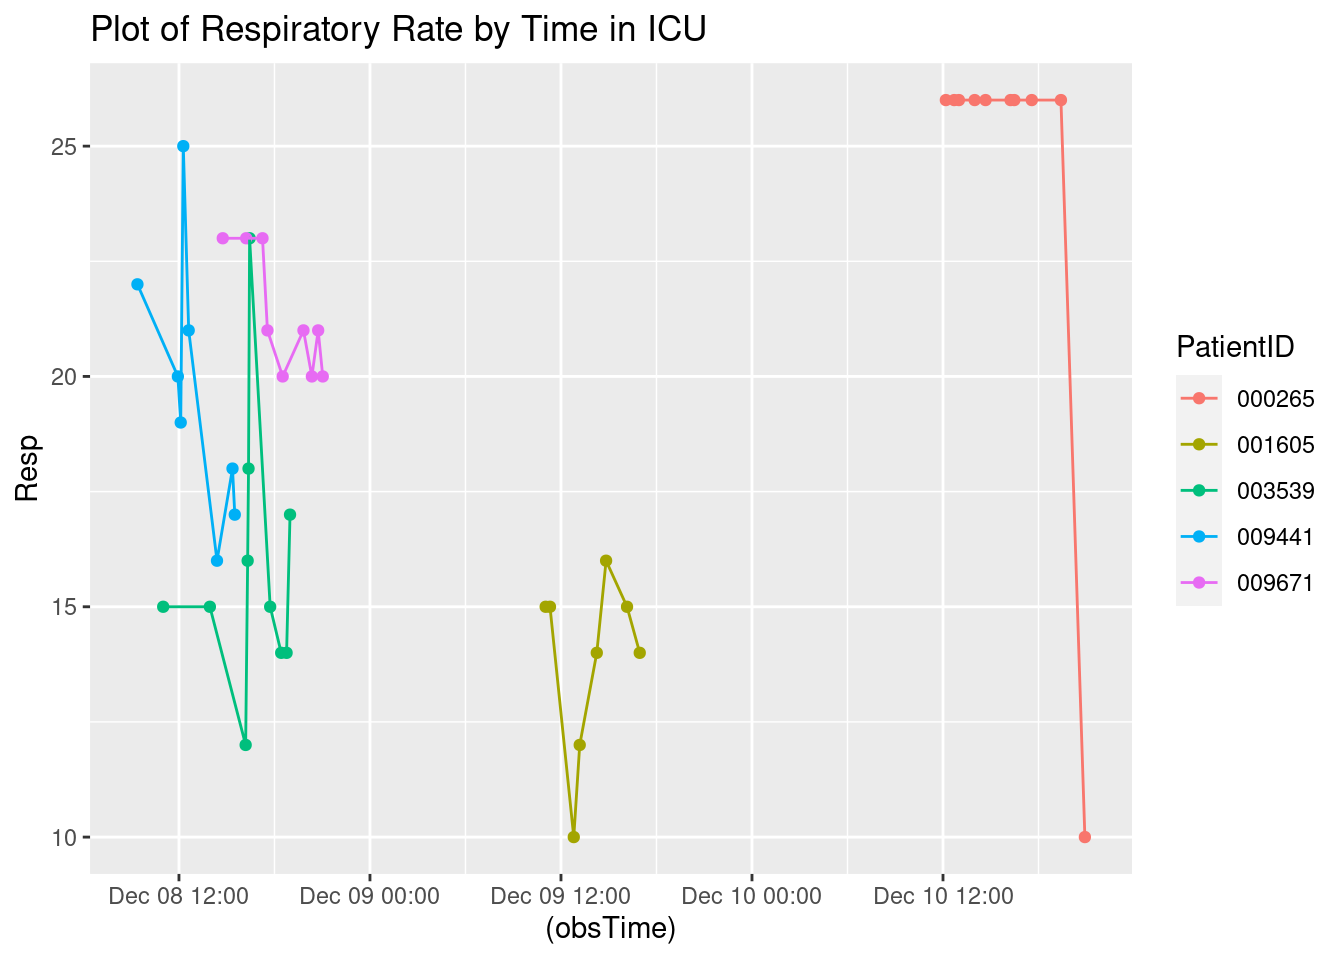 Plot of Respiratory Rate by Time in ICU
25
20
15
10
Resp
Dec 08 12:00
Dec 09 00:00
Dec 09 12:00
Dec 10 00:00
Dec 10 12:00
(obsTime)
PatientID
000265
001605
003539
009441
009671